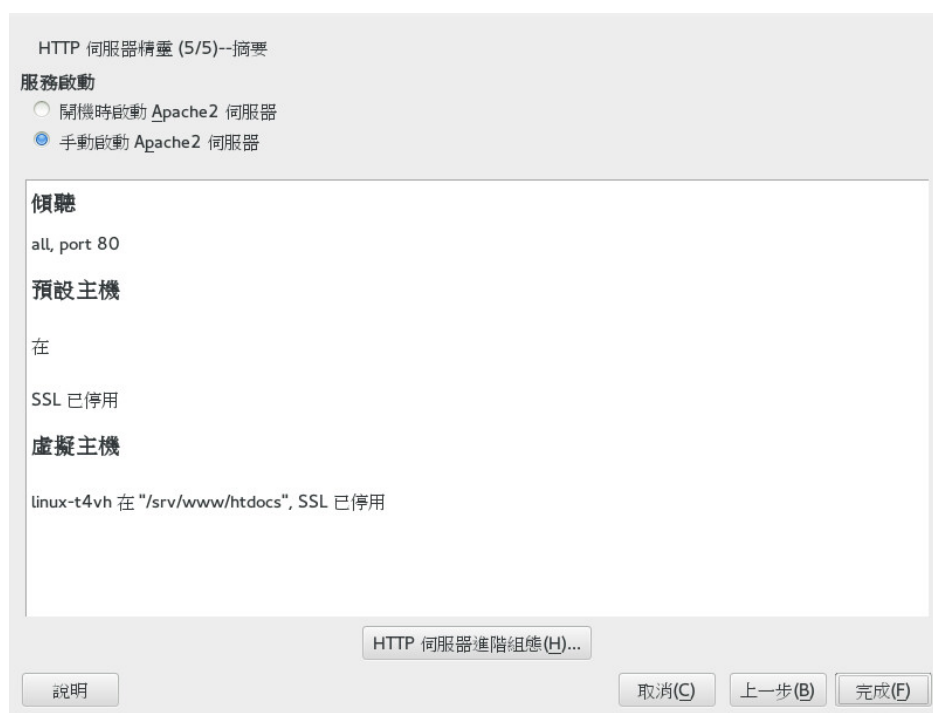 HTTP 伺服器精靈 (5/5)--摘要
服務啟動
開機時啟動 Apache2 伺服器
手動啟動 Apache2 伺服器
傾聽
all, port 80
預設主機
在
SSL 已停用
虛擬主機
linux-t4vh 在 "/srv/www/htdocs", SSL 已停用
HTTP 伺服器進階組態(H)...
說明
取消(C)
上一步(B)
完成(F)